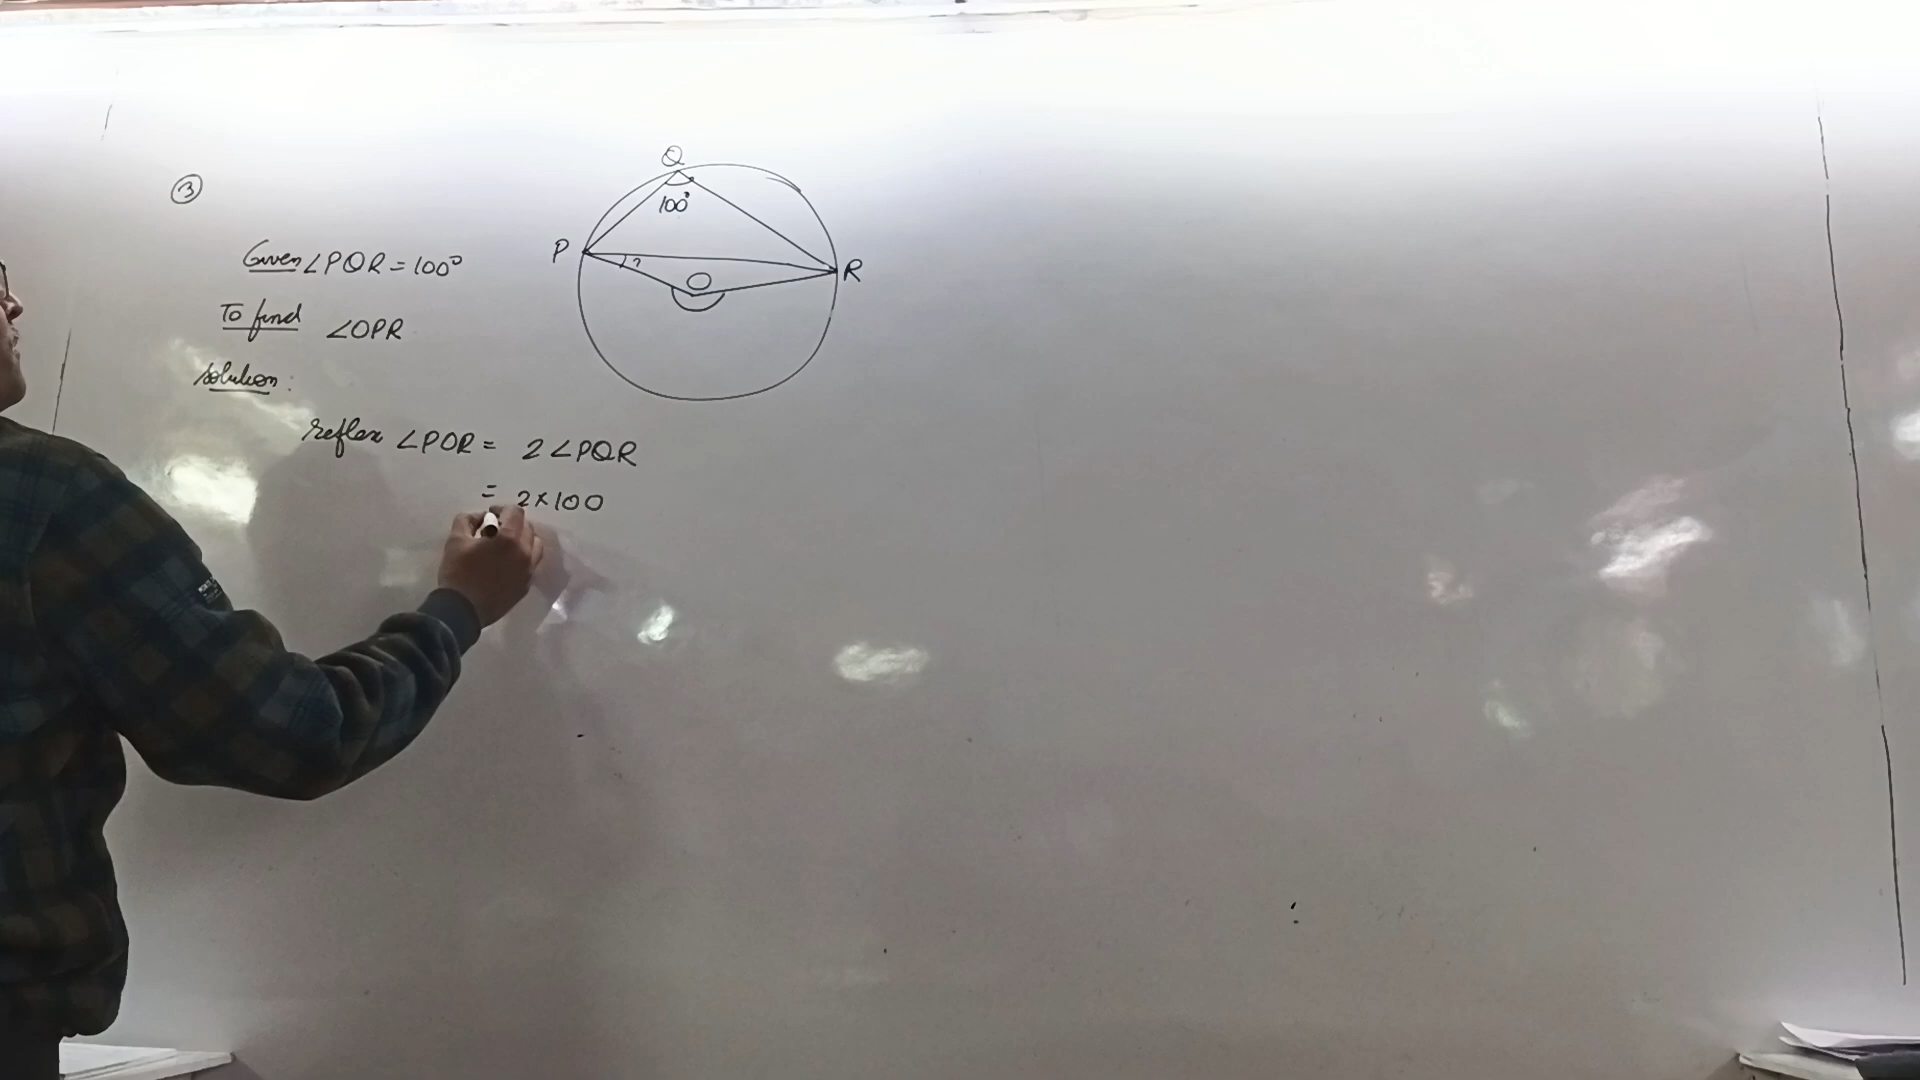 3
Given ∠PQR = 100°
To find ∠OPR
Solution:
Reflex ∠POR = 2∠PQR
= 2×100
Q
100°
P
?
O
R